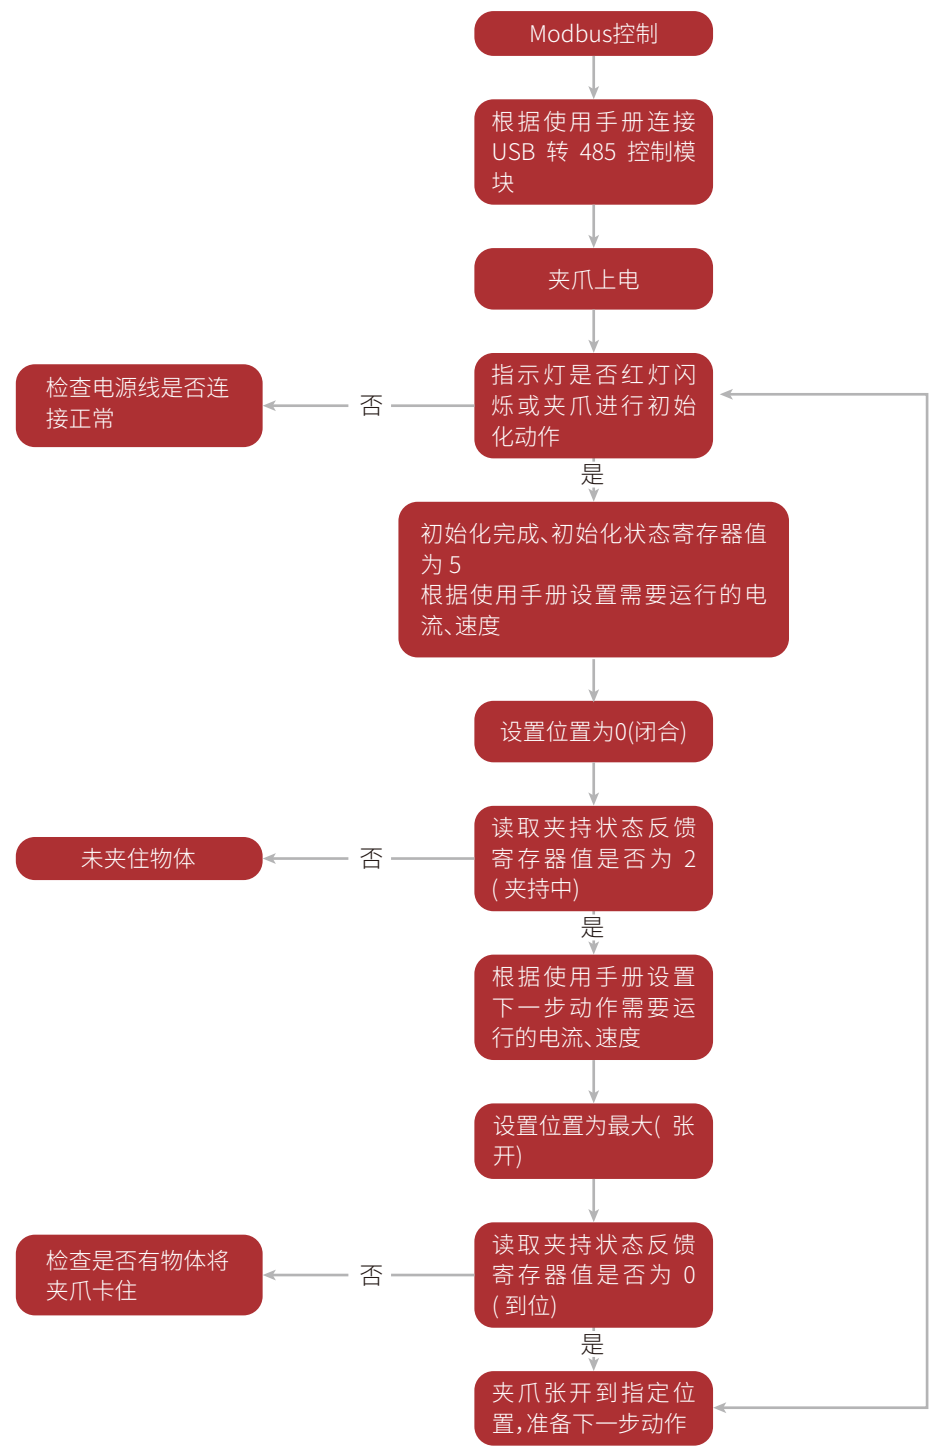 Modbus控制
根据使用手册连接
USB 转 485 控制模
块
夹爪上电
指示灯是否红灯闪
烁或夹爪进行初始
化动作
否
检查电源线是否连
接正常
是
初始化完成、初始化状态寄存器值
为 5
根据使用手册设置需要运行的电
流、速度
设置位置为0(闭合)
读取夹持状态反馈
寄存器值是否为 2
( 夹持中)
否
未夹住物体
是
根据使用手册设置
下一步动作需要运
行的电流、速度
设置位置为最大( 张
开)
读取夹持状态反馈
寄存器值是否为 0
( 到位)
否
检查是否有物体将
夹爪卡住
是
夹爪张开到指定位
置,准备下一步动作